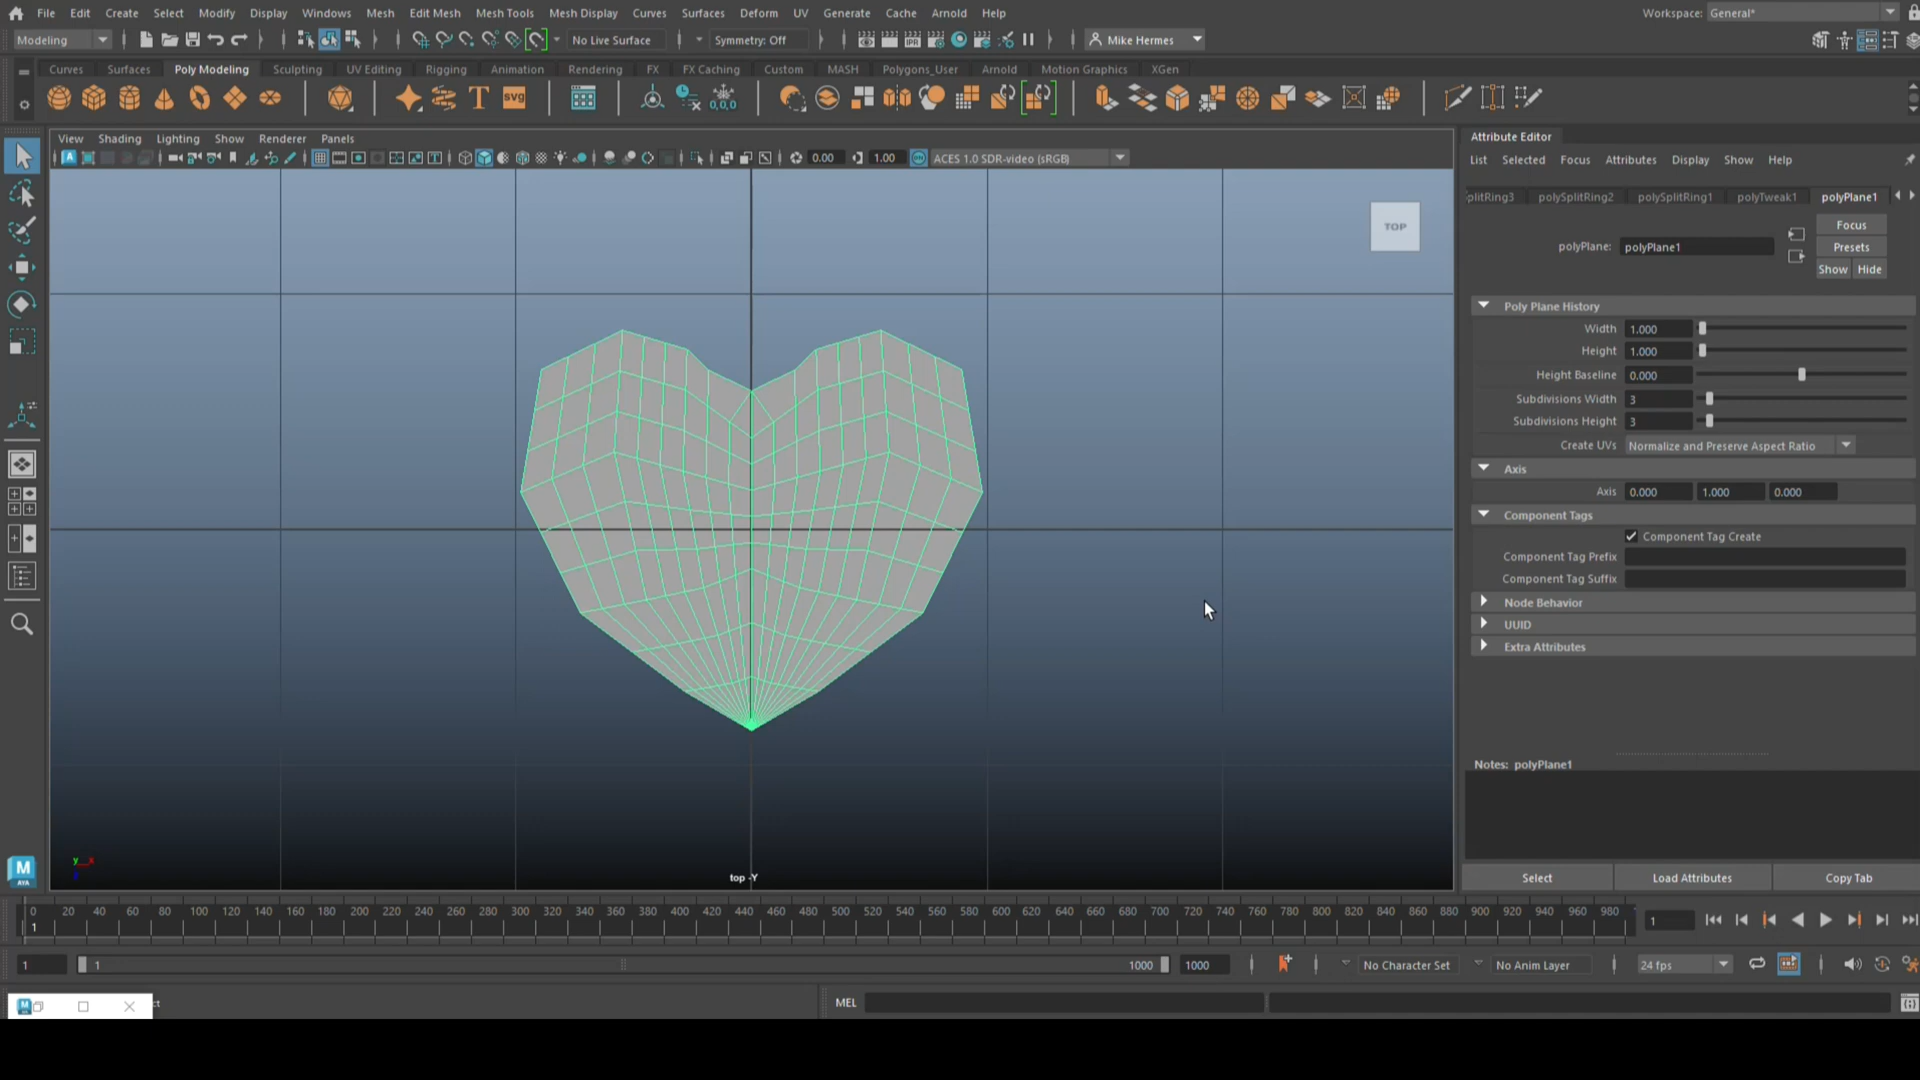 File Edit Create Select Modify Display Windows Mesh Edit Mesh Mesh Tools Mesh Display Curves Surfaces Deform UV Generate Cache Arnold Help
Workspace: General*
Modeling
No Live Surface
Symmetry: Off
IPR
Mike Hermes
Curves Surfaces Poly Modeling Sculpting UV Editing Rigging Animation Rendering FX FX Caching Custom MASH Polygons_User Arnold Motion Graphics XGen
T
svg
0,0,0
View Shading Lighting Show Renderer Panels
0.00
1.00
ACES 1.0 SDR-video (sRGB)
TOP
top -Y
y x
Attribute Editor
List Selected Focus Attributes Display Show Help
plitRing3 polySplitRing2 polySplitRing1 polyTweak1 polyPlane1
polyPlane: polyPlane1
Focus
Presets
Show Hide
Poly Plane History
Width 1.000
Height 1.000
Height Baseline 0.000
Subdivisions Width 3
Subdivisions Height 3
Create UVs Normalize and Preserve Aspect Ratio
Axis
Axis 0.000 1.000 0.000
Component Tags
Component Tag Create
Component Tag Prefix
Component Tag Suffix
Node Behavior
UUID
Extra Attributes
Notes: polyPlane1
Select Load Attributes Copy Tab
M
0 20 40 60 80 100 120 140 160 180 200 220 240 260 280 300 320 340 360 380 400 420 440 460 480 500 520 540 560 580 600 620 640 660 680 700 720 740 760 780 800 820 840 860 880 900 920 940 960 980
1
1
1
1
1000
1000
No Character Set
No Anim Layer
24 fps
MEL